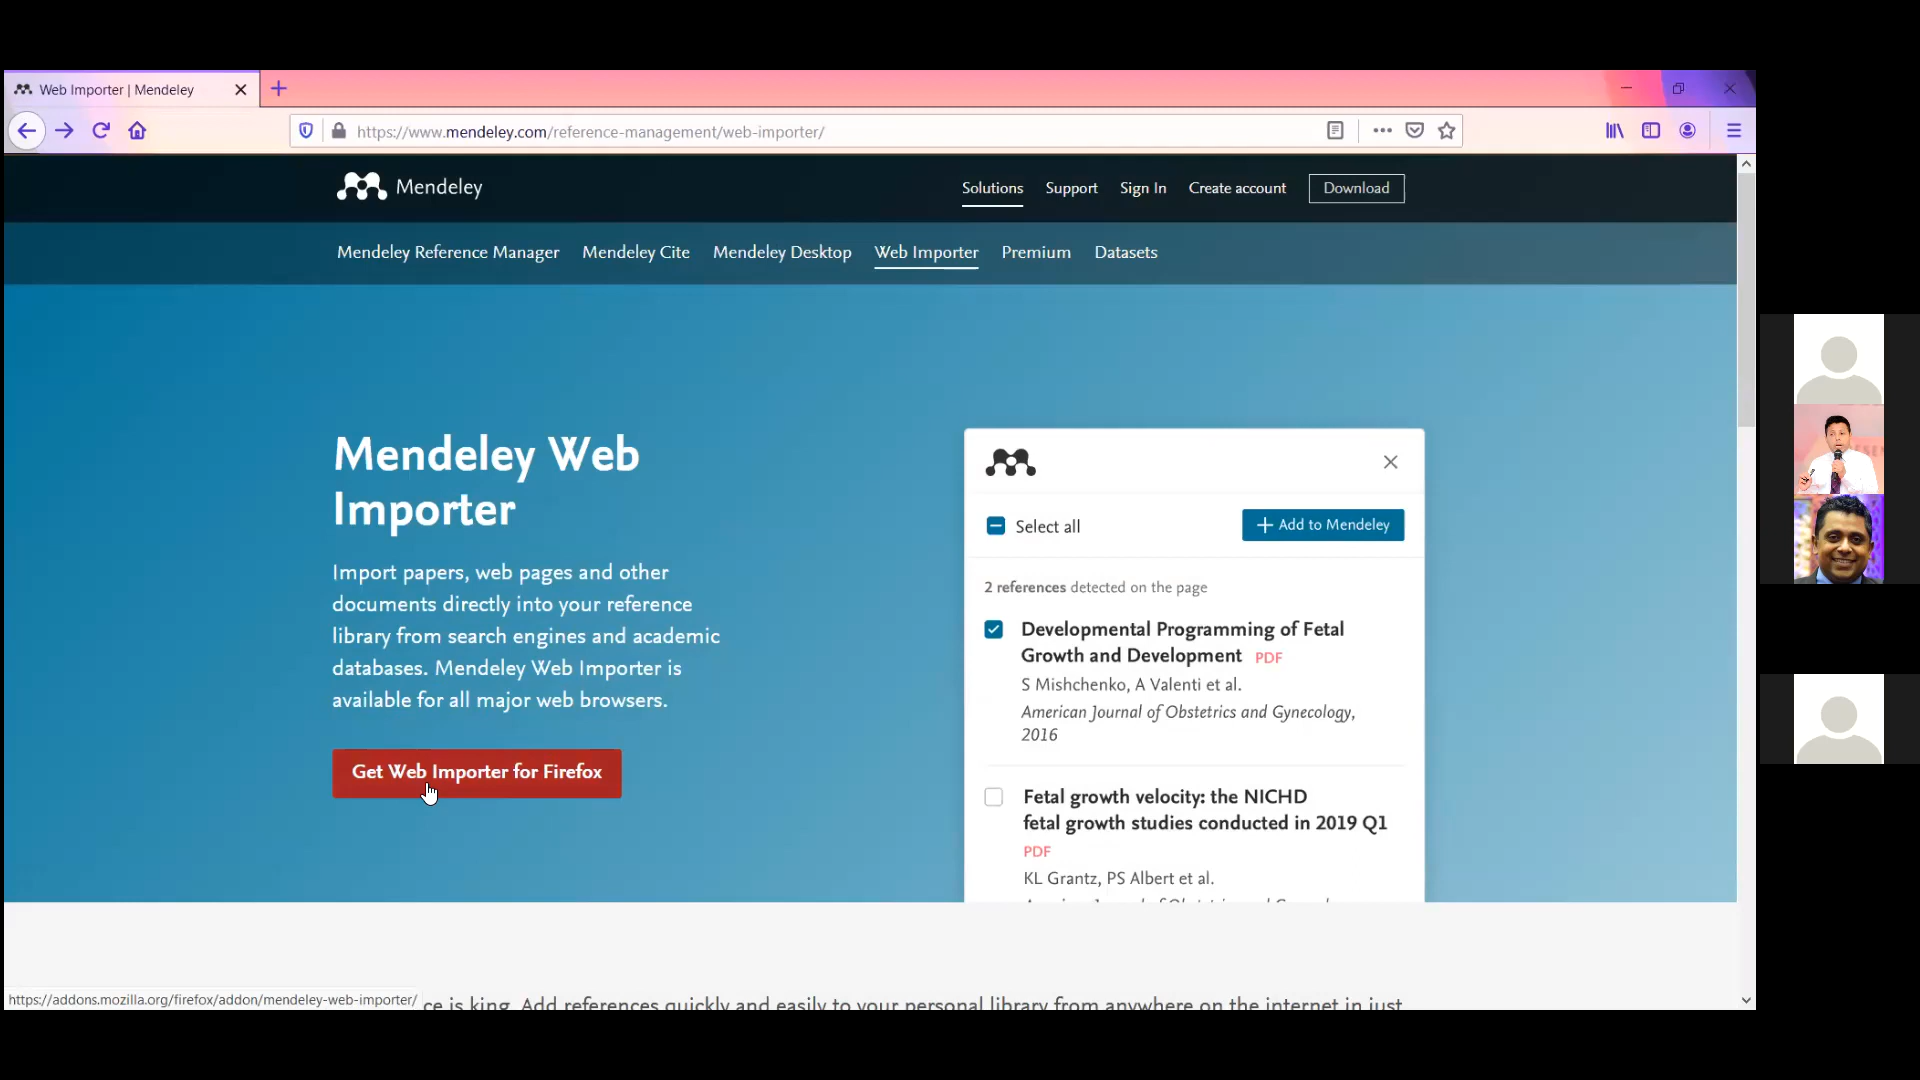 Web Importer | Mendeley
https://www.mendeley.com/reference-management/web-importer/
Mendeley
Solutions Support Sign In Create account Download
Mendeley Reference Manager Mendeley Cite Mendeley Desktop Web Importer Premium Datasets
Mendeley Web
Importer
Import papers, web pages and other
documents directly into your reference
library from search engines and academic
databases. Mendeley Web Importer is
available for all major web browsers.
Get Web Importer for Firefox
Select all
+ Add to Mendeley
2 references detected on the page
Developmental Programming of Fetal
Growth and Development PDF
S Mishchenko, A Valenti et al.
American Journal of Obstetrics and Gynecology,
2016
Fetal growth velocity: the NICHD
fetal growth studies conducted in 2019 Q1
PDF
KL Grantz, PS Albert et al.
https://addons.mozilla.org/firefox/addon/mendeley-web-importer/
ce is king. Add references quickly and easily to your personal library from anywhere on the internet in just